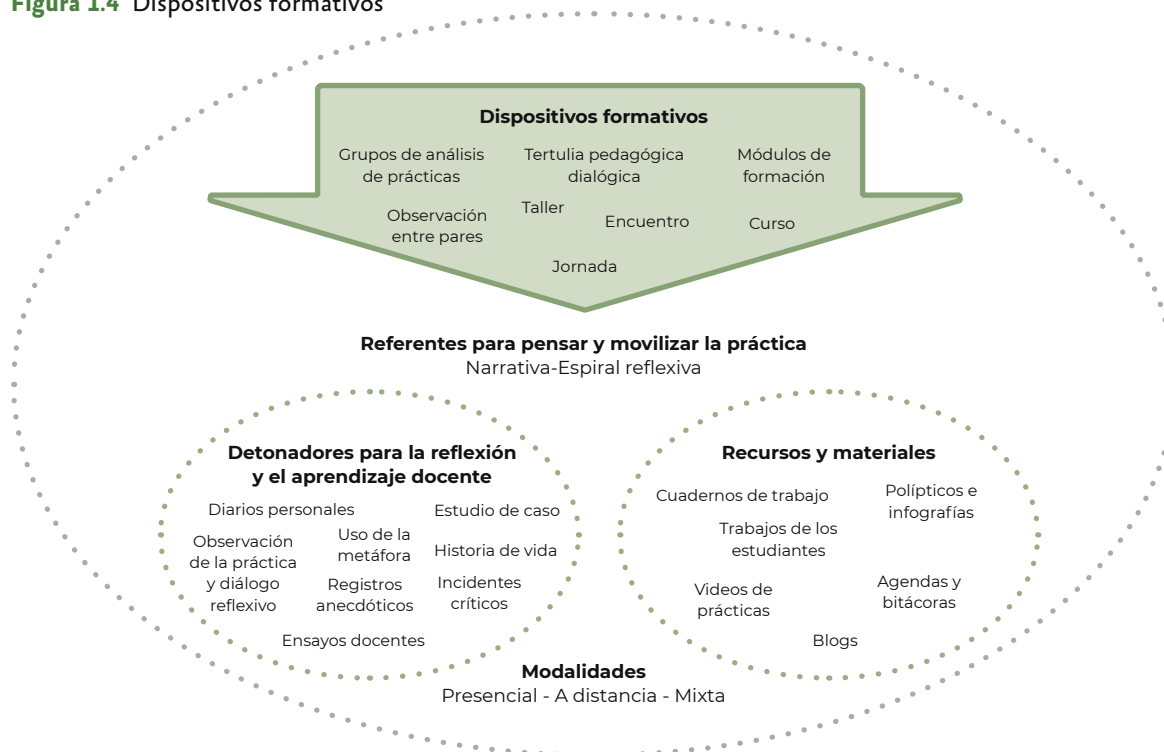 Figura 1.4 Dispositivos formativos
Dispositivos formativos
Grupos de análisis
de prácticas
Tertulia pedagógica
dialógica
Módulos de
formación
Observación
entre pares
Taller
Encuentro
Curso
Jornada
Referentes para pensar y movilizar la práctica
Narrativa-Espiral reflexiva
Detonadores para la reflexión
y el aprendizaje docente
Diarios personales
Estudio de caso
Observación
de la práctica
y diálogo
reflexivo
Uso de la
metáfora
Historia de vida
Registros
anecdóticos
Incidentes
críticos
Ensayos docentes
Recursos y materiales
Cuadernos de trabajo
Polípticos e
infografías
Trabajos de los
estudiantes
Videos de
prácticas
Agendas y
bitácoras
Blogs
Modalidades
Presencial - A distancia - Mixta